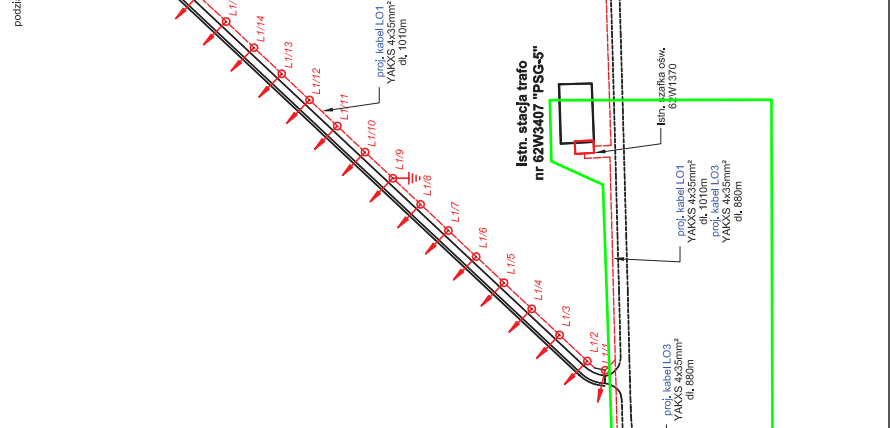 podzi
L1/14
L1/13
L1/12
L1/11
L1/10
L1/9
L1/8
L1/7
L1/6
L1/5
L1/4
L1/3
L1/2
L1/1
proj. kabel LO1
YAKXS 4x35mm²
dł. 1010m
Istn. stacja trafo
nr 62W3407 "PSG-5"
Istn. szafka ośw.
62W1370
proj. kabel LO1
YAKXS 4x35mm²
dł. 1010m
proj. kabel LO3
YAKXS 4x35mm²
dł. 880m
proj. kabel LO3
YAKXS 4x35mm²
dł. 880m